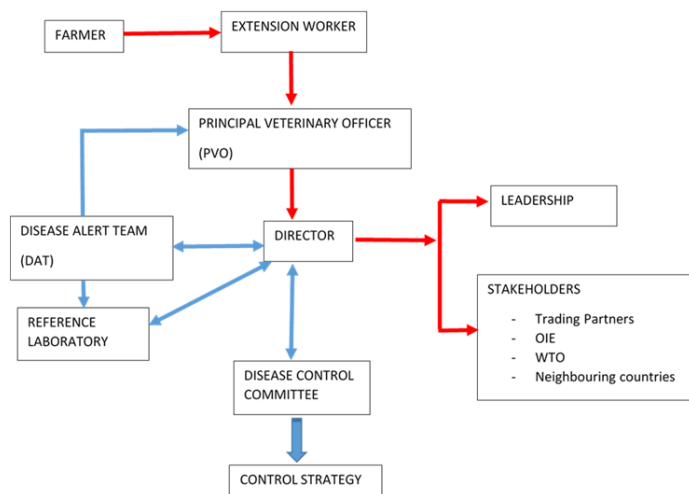 FARMER
EXTENSION WORKER
PRINCIPAL VETERINARY OFFICER
(PVO)
LEADERSHIP
DISEASE ALERT TEAM
(DAT)
DIRECTOR
STAKEHOLDERS
- Trading Partners
- OIE
- WTO
- Neighbouring countries
REFERENCE
LABORATORY
DISEASE CONTROL
COMMITTEE
CONTROL STRATEGY